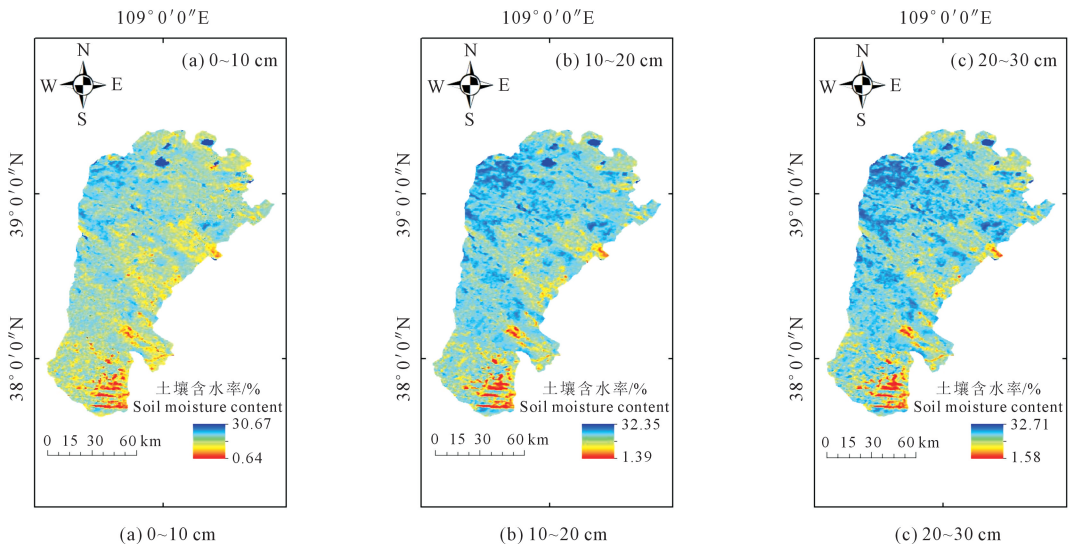 109°0′0″E
(a) 0~10 cm
N
W
E
S
39°0′0″N
38°0′0″N
土壤含水率/%
Soil moisture content
30.67
0.64
0 15 30 60 km
(a) 0~10 cm
109°0′0″E
(b) 10~20 cm
N
W
E
S
39°0′0″N
38°0′0″N
土壤含水率/%
Soil moisture content
32.35
1.39
0 15 30 60 km
(b) 10~20 cm
109°0′0″E
(c) 20~30 cm
N
W
E
S
39°0′0″N
38°0′0″N
土壤含水率/%
Soil moisture content
32.71
1.58
0 15 30 60 km
(c) 20~30 cm